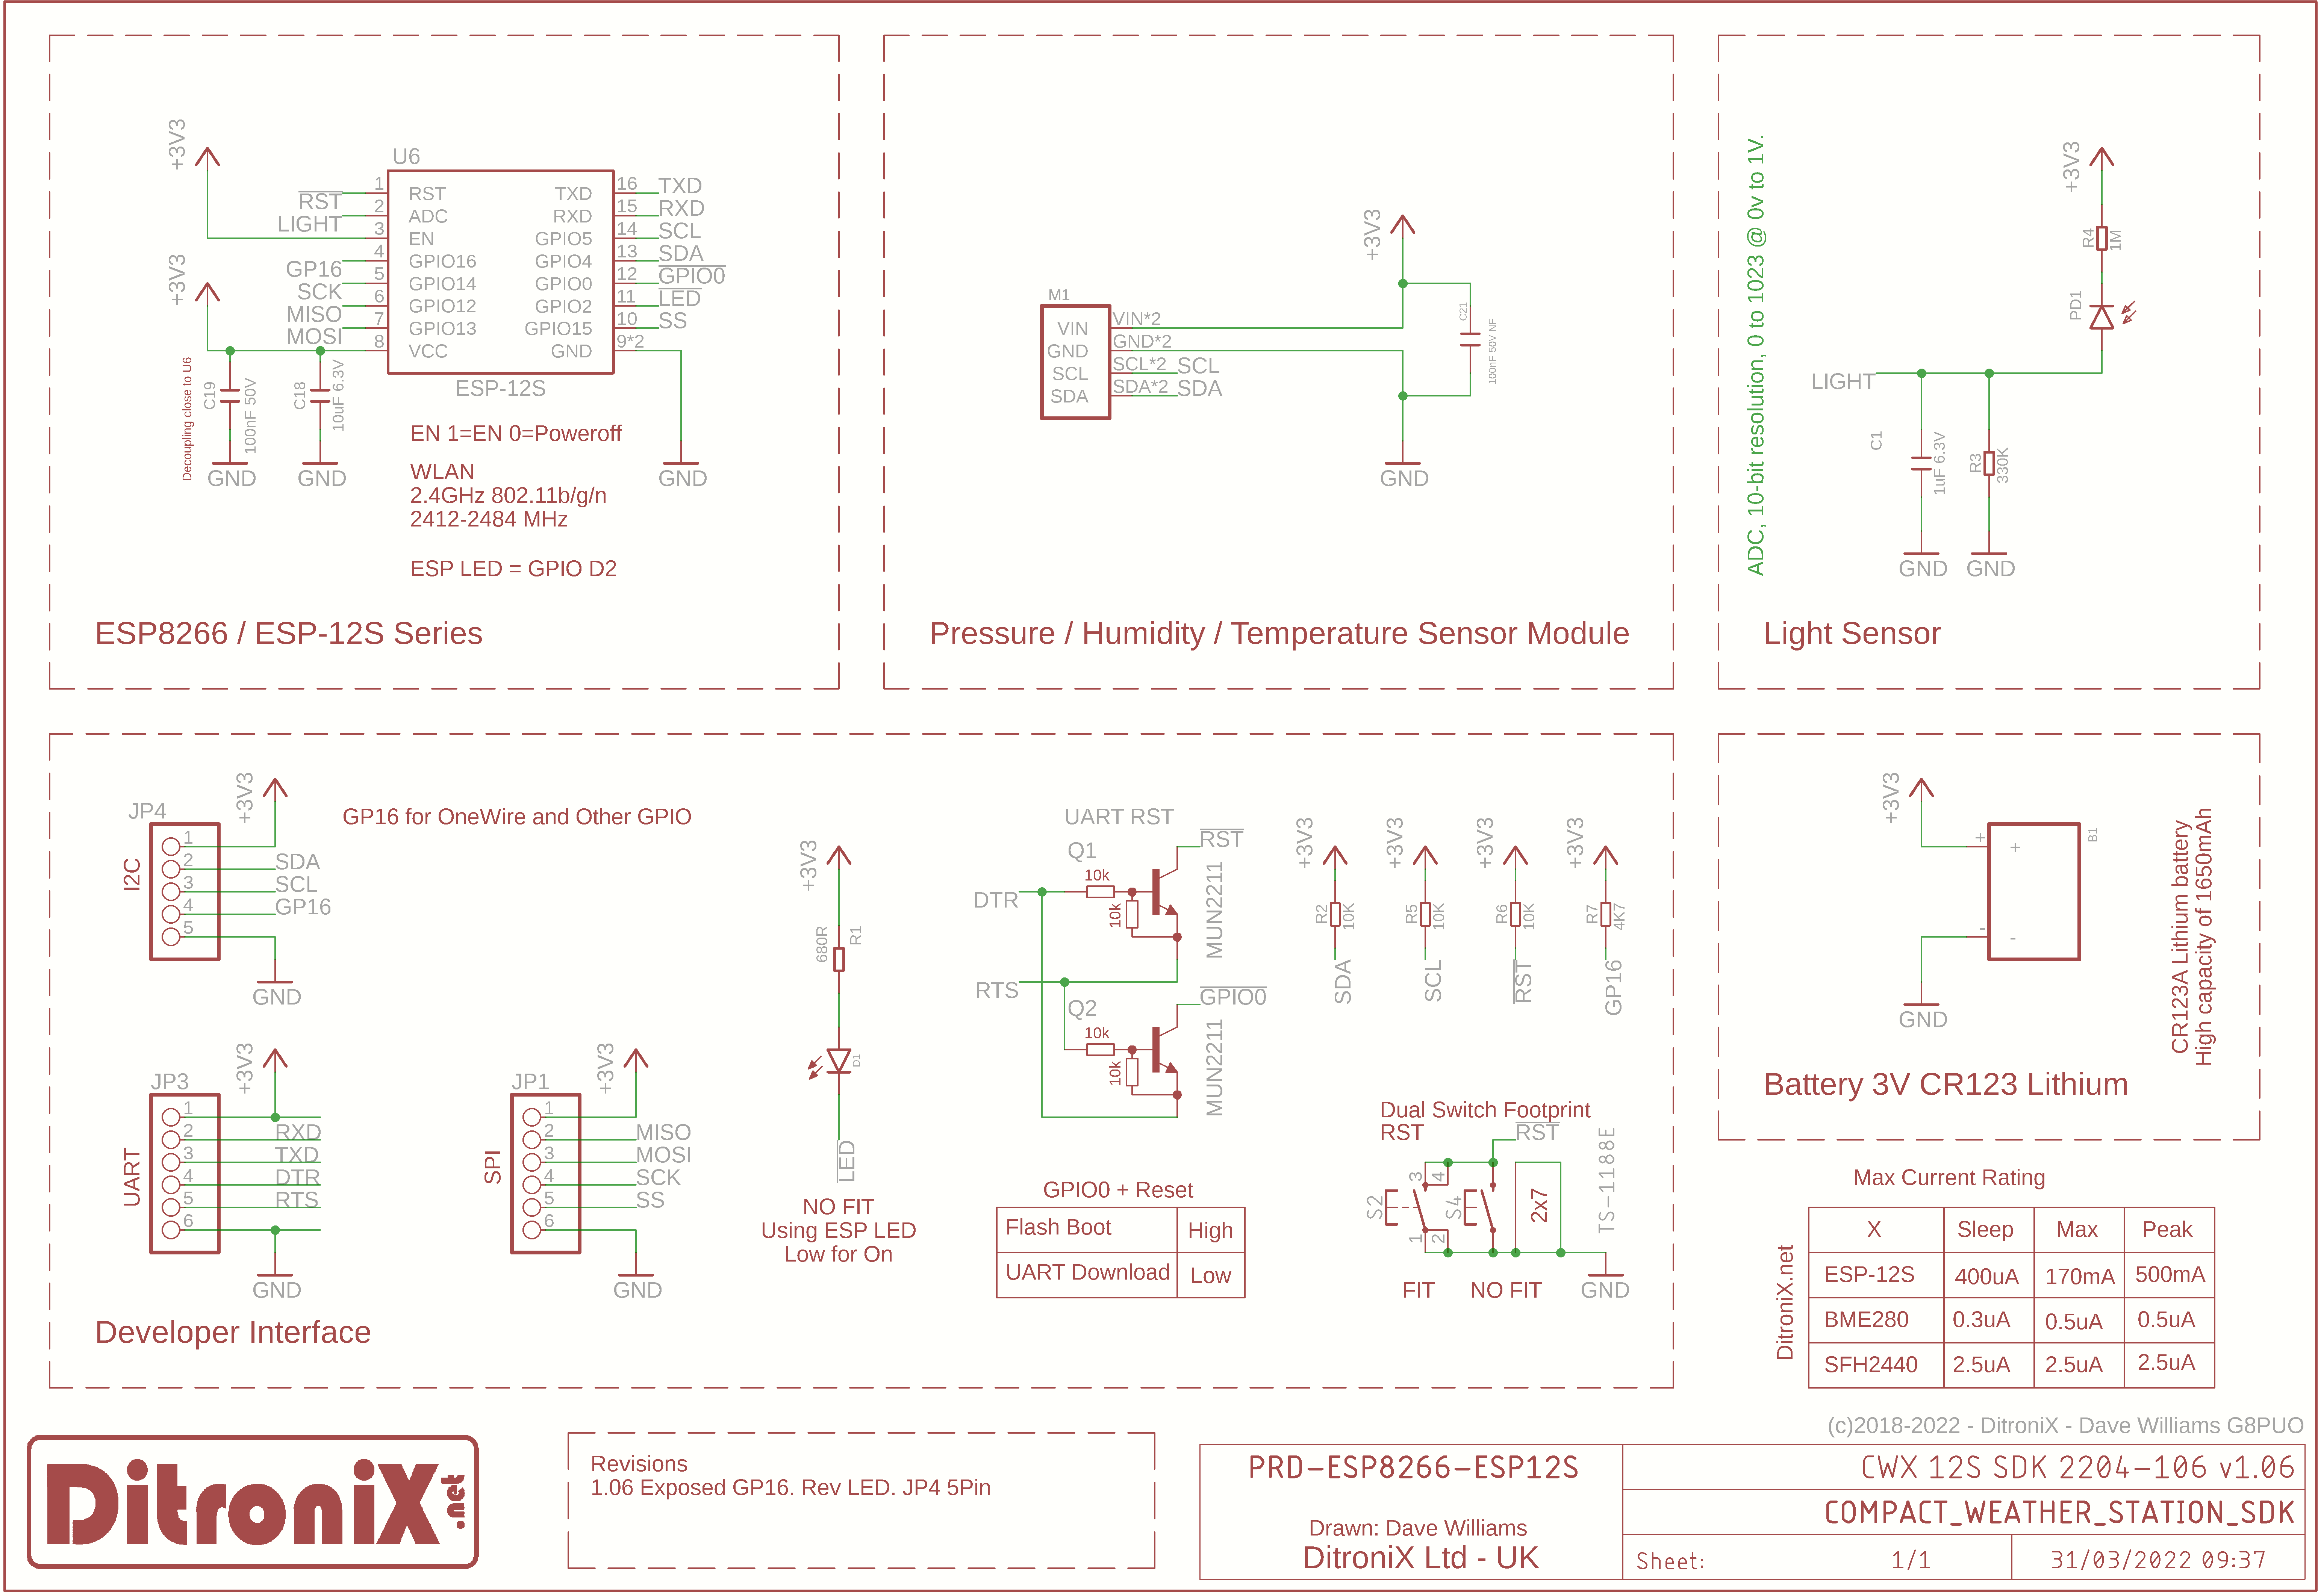 +3V3
U6
RST
LIGHT
1
2
3
4
5
6
7
8
RST
ADC
EN
GPIO16
GPIO14
GPIO12
GPIO13
VCC
TXD
RXD
GPIO5
GPIO4
GPIO0
GPIO2
GPIO15
GND
16
15
14
13
12
11
10
9*2
TXD
RXD
SCL
SDA
GPIO0
LED
SS
+3V3
GP16
SCK
MISO
MOSI
ESP-12S
Decoupling close to U6
C19
100nF 50V
C18
10uF 6.3V
GND
GND
GND
EN 1=EN 0=Poweroff
WLAN
2.4GHz 802.11b/g/n
2412-2484 MHz
ESP LED = GPIO D2
ESP8266 / ESP-12S Series
+3V3
M1
VIN
GND
SCL
SDA
VIN*2
GND*2
SCL*2
SDA*2
SCL
SDA
C21
100nF 50V NF
GND
Pressure / Humidity / Temperature Sensor Module
ADC, 10-bit resolution, 0 to 1023 @ 0v to 1V.
+3V3
R4
1M
PD1
LIGHT
C1
1uF 6.3V
R3
330K
GND
GND
Light Sensor
JP4
+3V3
GP16 for OneWire and Other GPIO
I2C
1
2
3
4
5
SDA
SCL
GP16
GND
JP3
+3V3
UART
1
2
3
4
5
6
RXD
TXD
DTR
RTS
GND
JP1
+3V3
SPI
1
2
3
4
5
6
MISO
MOSI
SCK
SS
GND
+3V3
680R
R1
D1
LED
NO FIT
Using ESP LED
Low for On
UART RST
Q1
RST
DTR
10k
10k
MUN2211
RTS
Q2
GPIO0
10k
10k
MUN2211
GPIO0 + Reset
Flash Boot
High
UART Download
Low
+3V3
R2
10K
SDA
+3V3
R5
10K
SCL
+3V3
R6
10K
RST
+3V3
R7
4K7
GP16
Dual Switch Footprint
RST
RST
S2
3
4
1
2
S4
2x7
TS-1188E
FIT
NO FIT
GND
Developer Interface
+3V3
+
-
+
-
B1
GND
CR123A Lithium battery
High capacity of 1650mAh
Battery 3V CR123 Lithium
Max Current Rating
DitroniX.net
X
Sleep
Max
Peak
ESP-12S
400uA
170mA
500mA
BME280
0.3uA
0.5uA
0.5uA
SFH2440
2.5uA
2.5uA
2.5uA
(c)2018-2022 - DitroniX - Dave Williams G8PUO
DitroniX.net
Revisions
1.06 Exposed GP16. Rev LED. JP4 5Pin
PRD-ESP8266-ESP12S
Drawn: Dave Williams
DitroniX Ltd - UK
CWX 12S SDK 2204-106 v1.06
COMPACT_WEATHER_STATION_SDK
Sheet:
1/1
31/03/2022 09:37